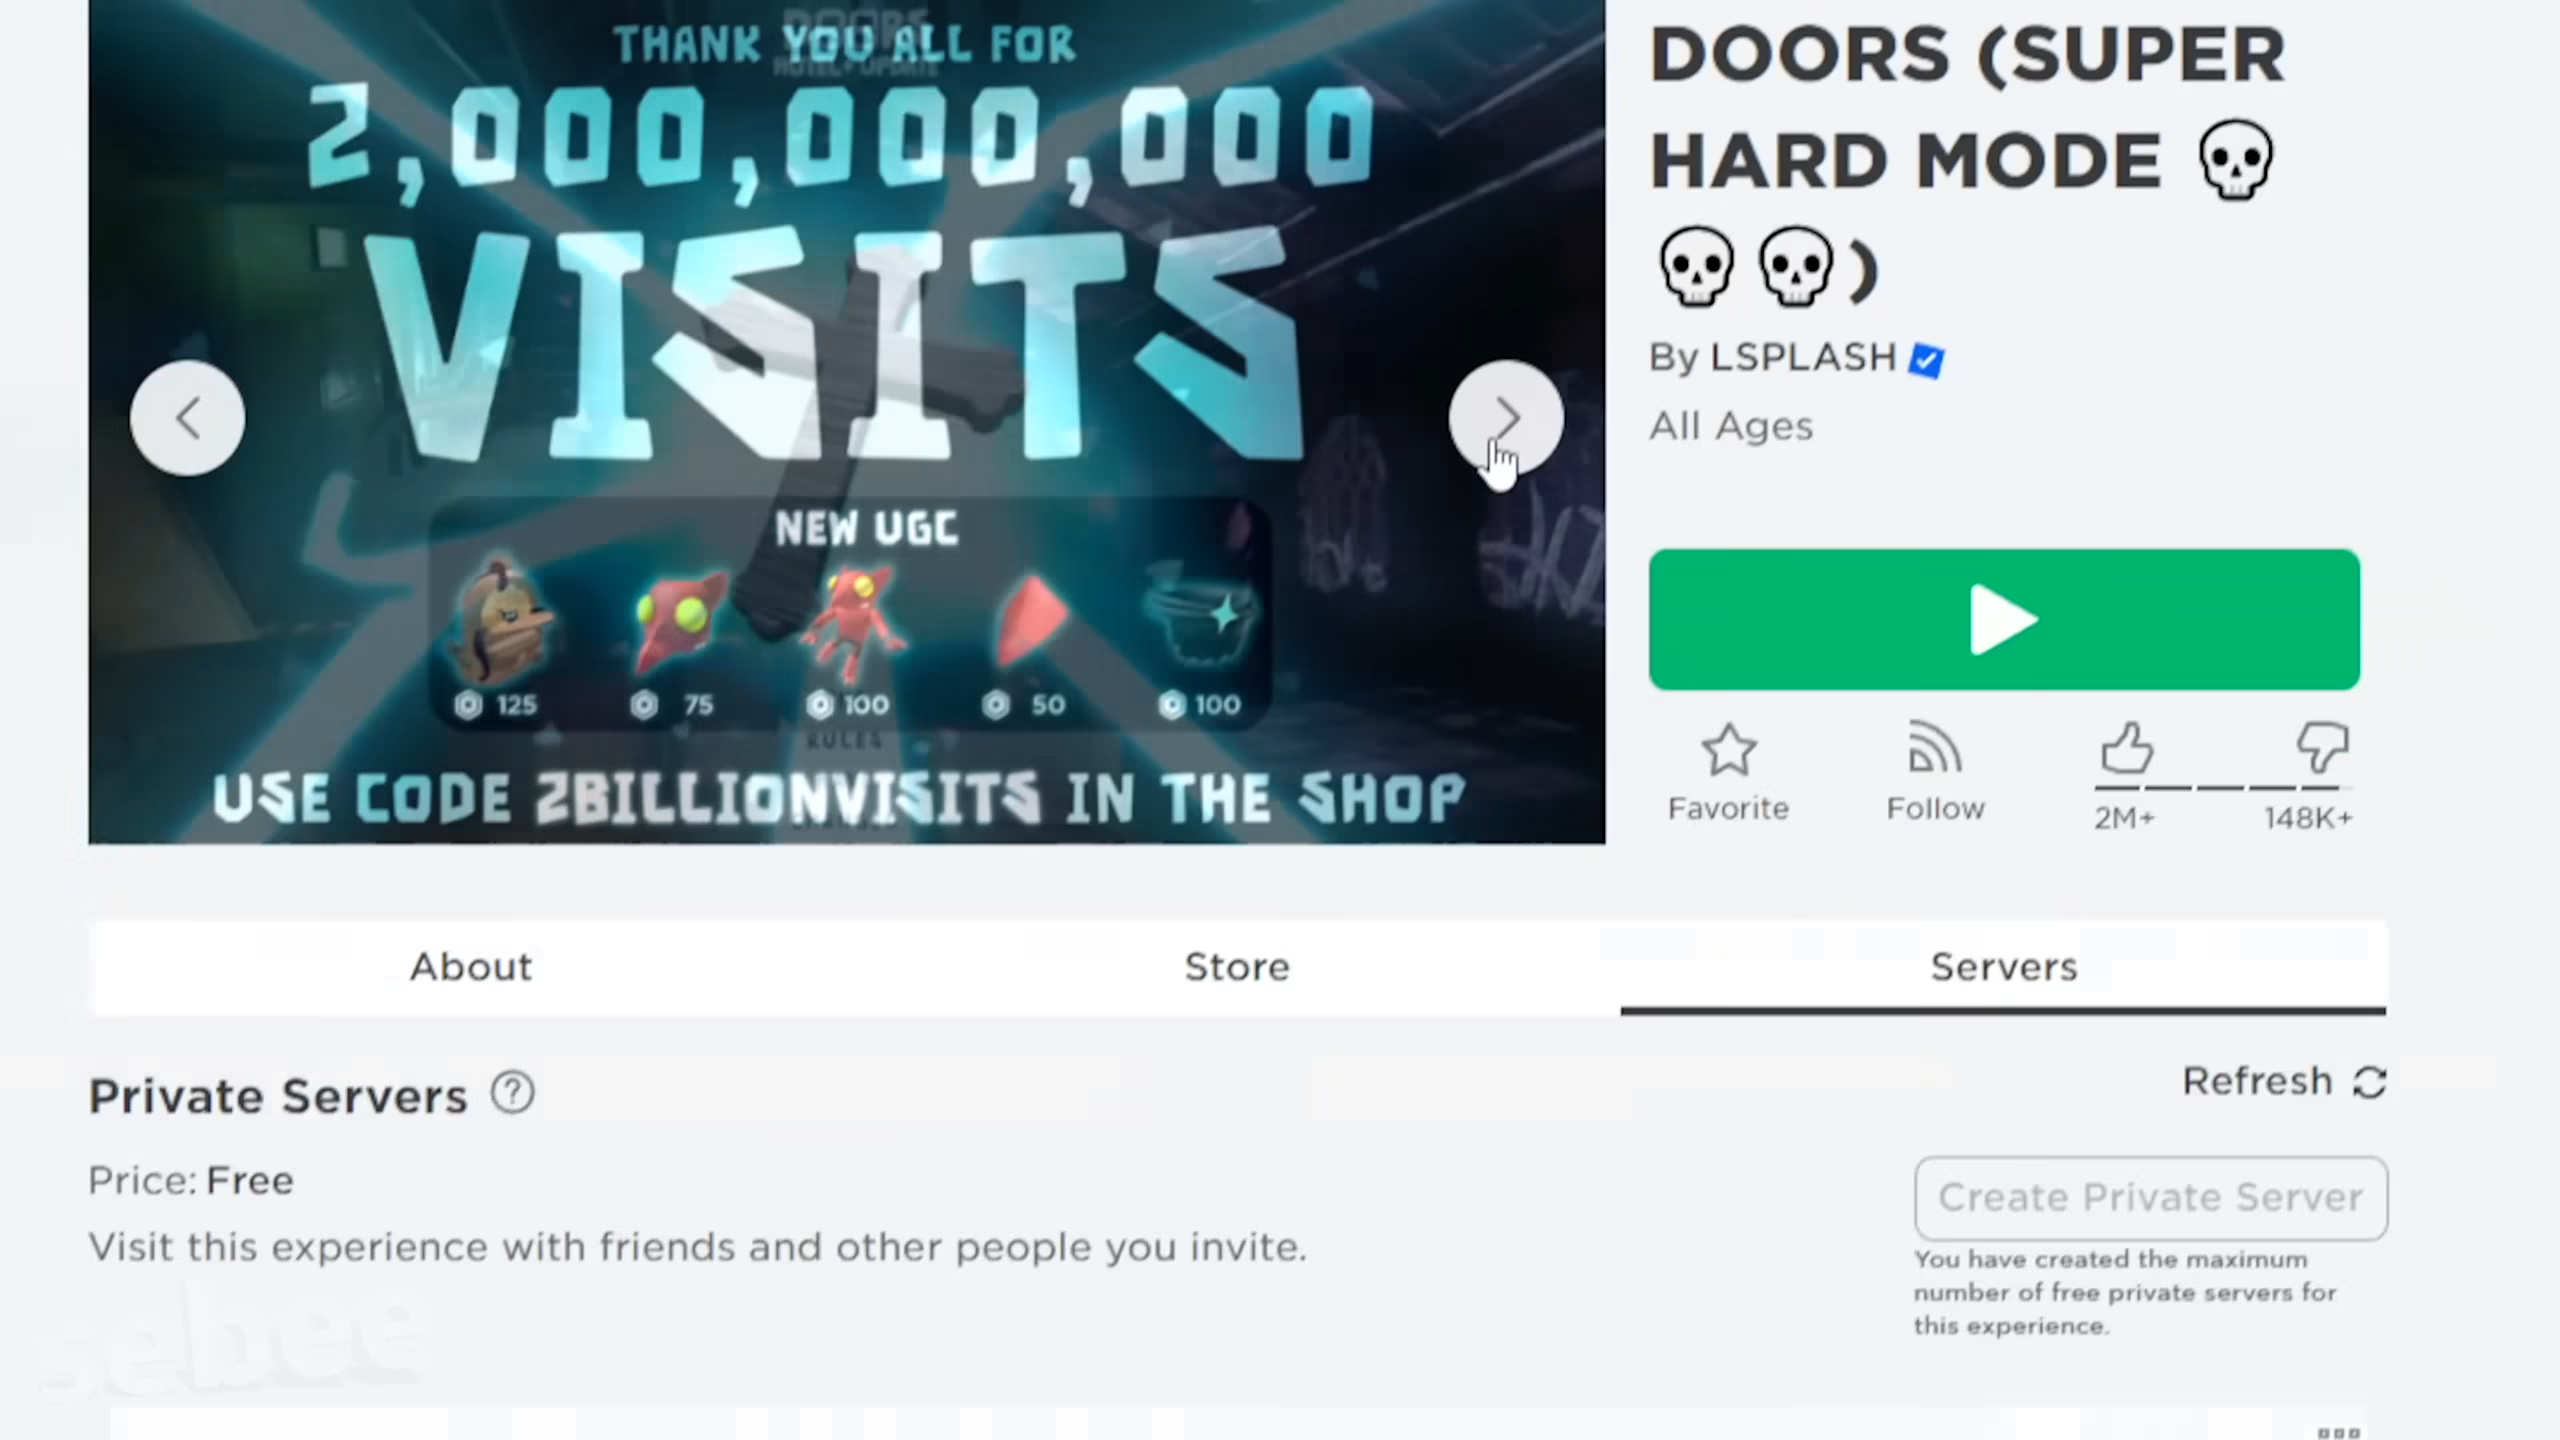 THANK YOU ALL FOR
2,000,000,000
VISITS
NEW UGC
125 75 100 50 100
RULES
USE CODE 2BILLIONVISITS IN THE SHOP
DOORS (SUPER
HARD MODE 💀
💀💀)
By LSPLASH
All Ages
Favorite
Follow
2M+
148K+
About
Store
Servers
Private Servers
Refresh
Price: Free
Visit this experience with friends and other people you invite.
Create Private Server
You have created the maximum
number of free private servers for
this experience.
sebee